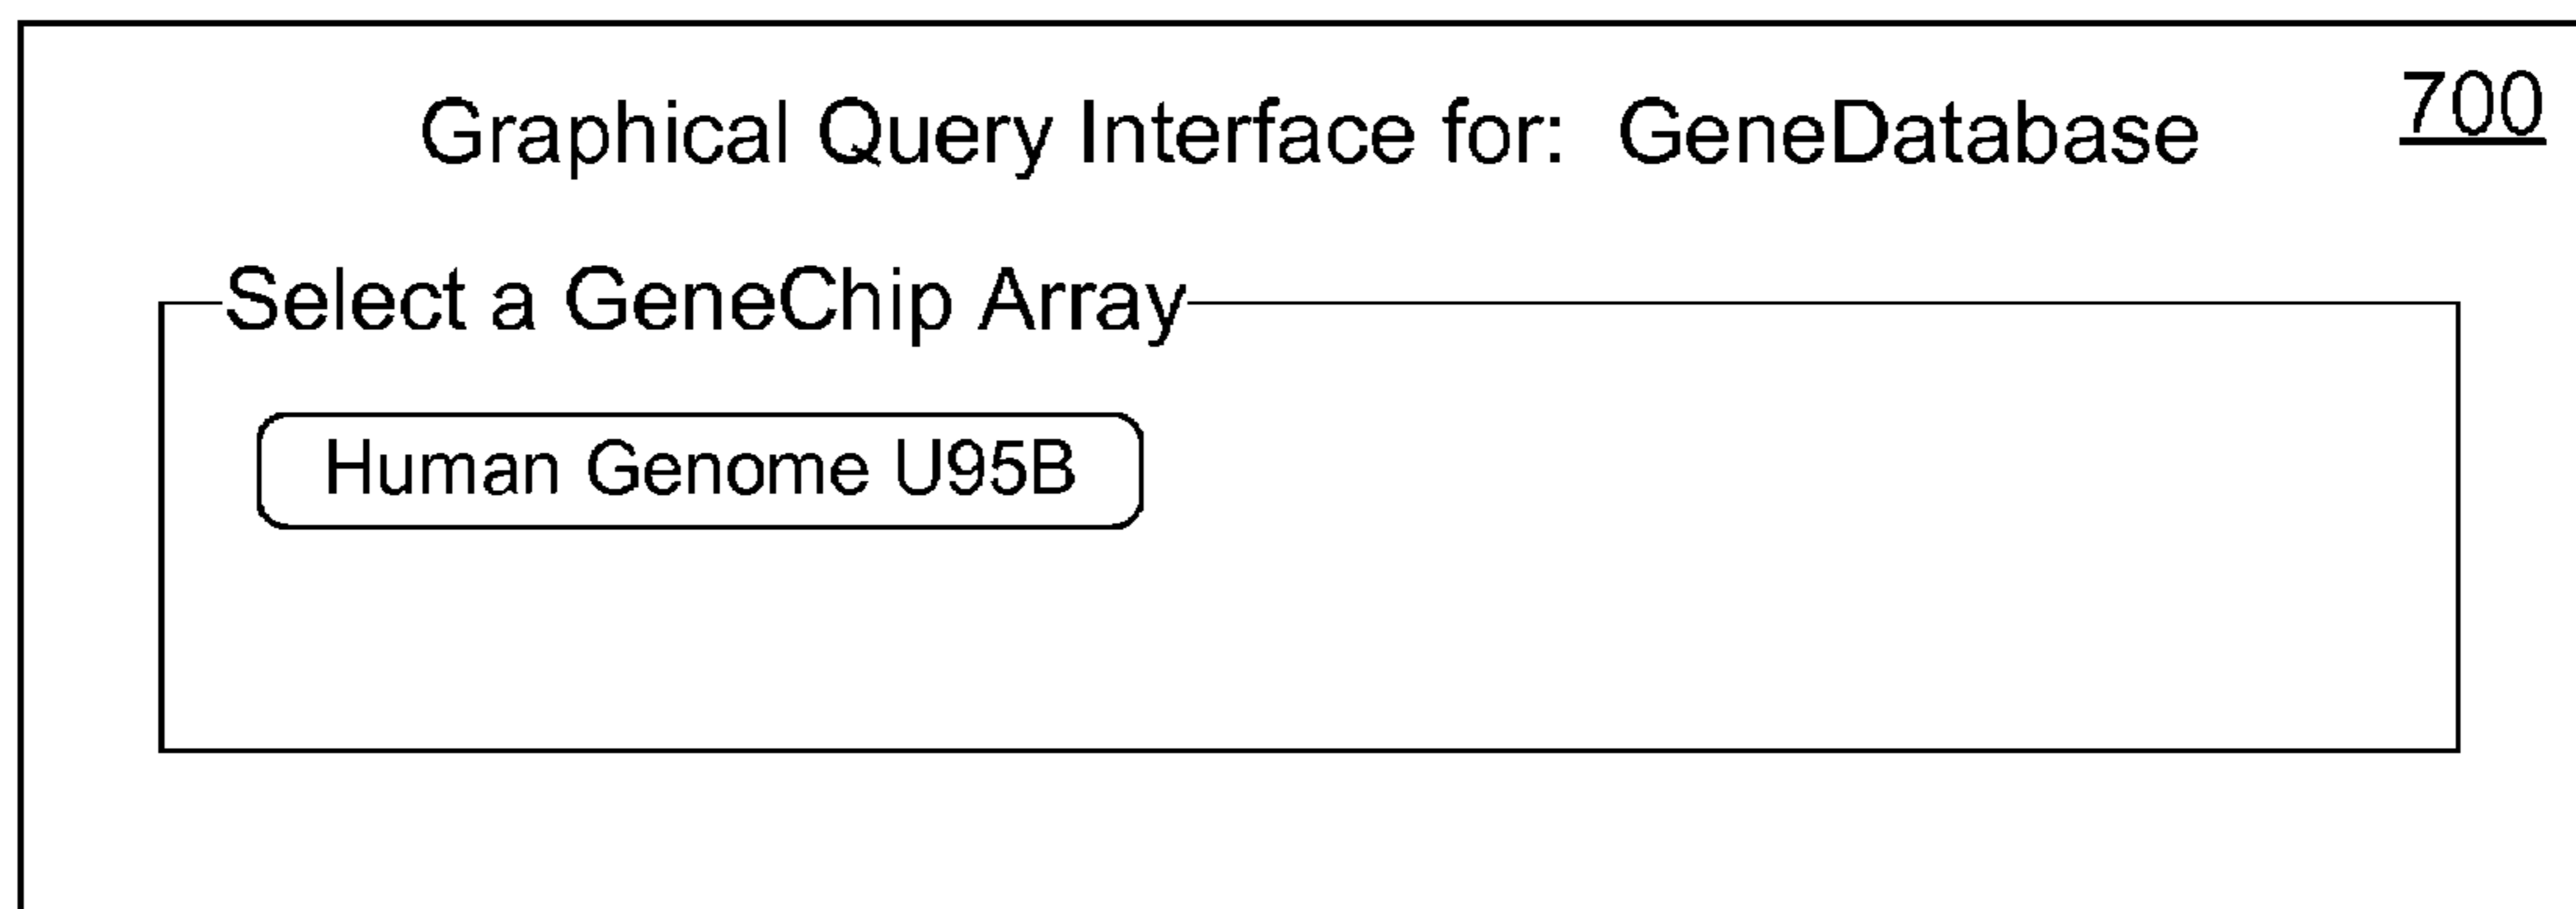 700
Graphical Query Interface for: GeneDatabase
Select a GeneChip Array
Human Genome U95B